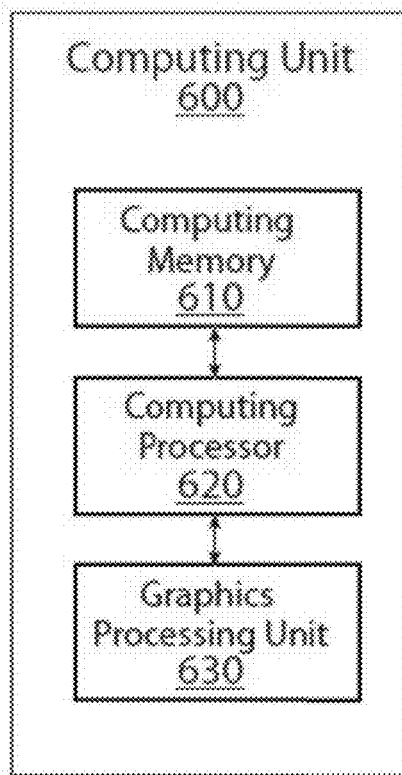 Computing Unit
600
Computing
Memory
610
Computing
Processor
620
Graphics
Processing Unit
630